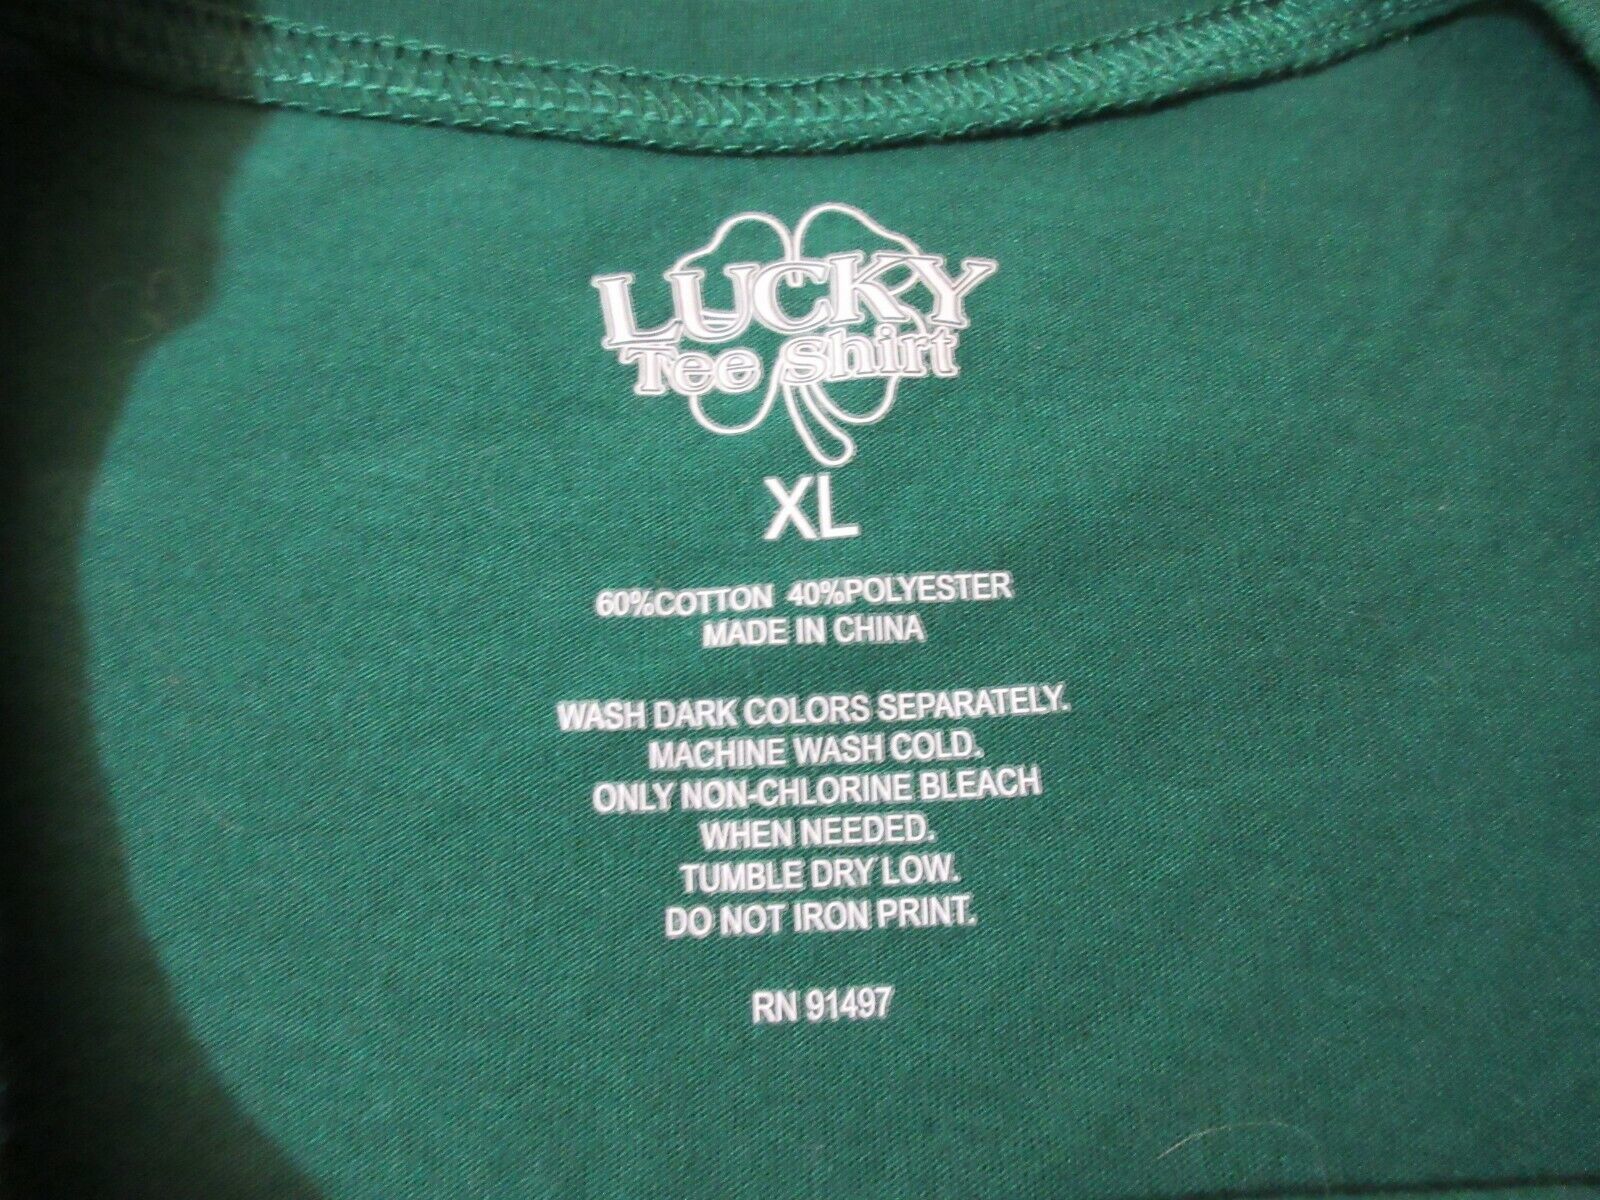 LUCKY
Tee Shirt
XL
60%COTTON 40%POLYESTER
MADE IN CHINA
WASH DARK COLORS SEPARATELY.
MACHINE WASH COLD.
ONLY NON-CHLORINE BLEACH
WHEN NEEDED.
TUMBLE DRY LOW.
DO NOT IRON PRINT.
RN 91497